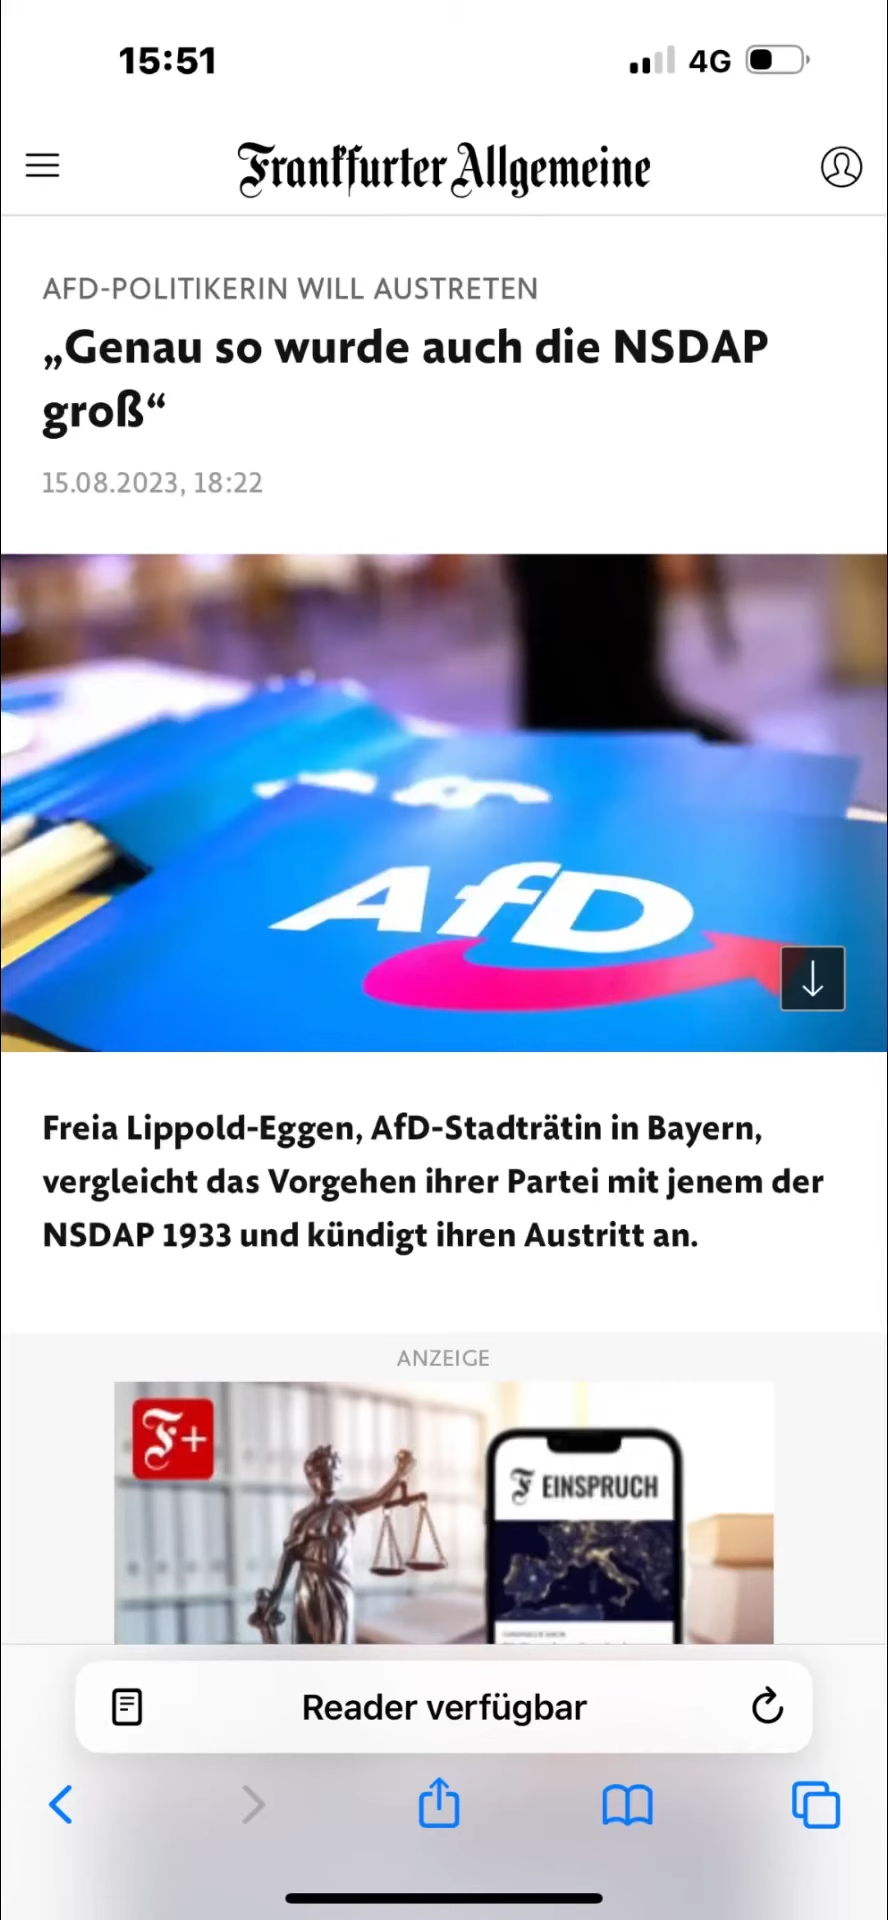 15:51
4G
Frankfurter Allgemeine
AFD-POLITIKERIN WILL AUSTRETEN
„Genau so wurde auch die NSDAP
groß“
15.08.2023, 18:22
AfD
Freia Lippold-Eggen, AfD-Stadträtin in Bayern,
vergleicht das Vorgehen ihrer Partei mit jenem der
NSDAP 1933 und kündigt ihren Austritt an.
ANZEIGE
F+
F EINSPRUCH
Reader verfügbar